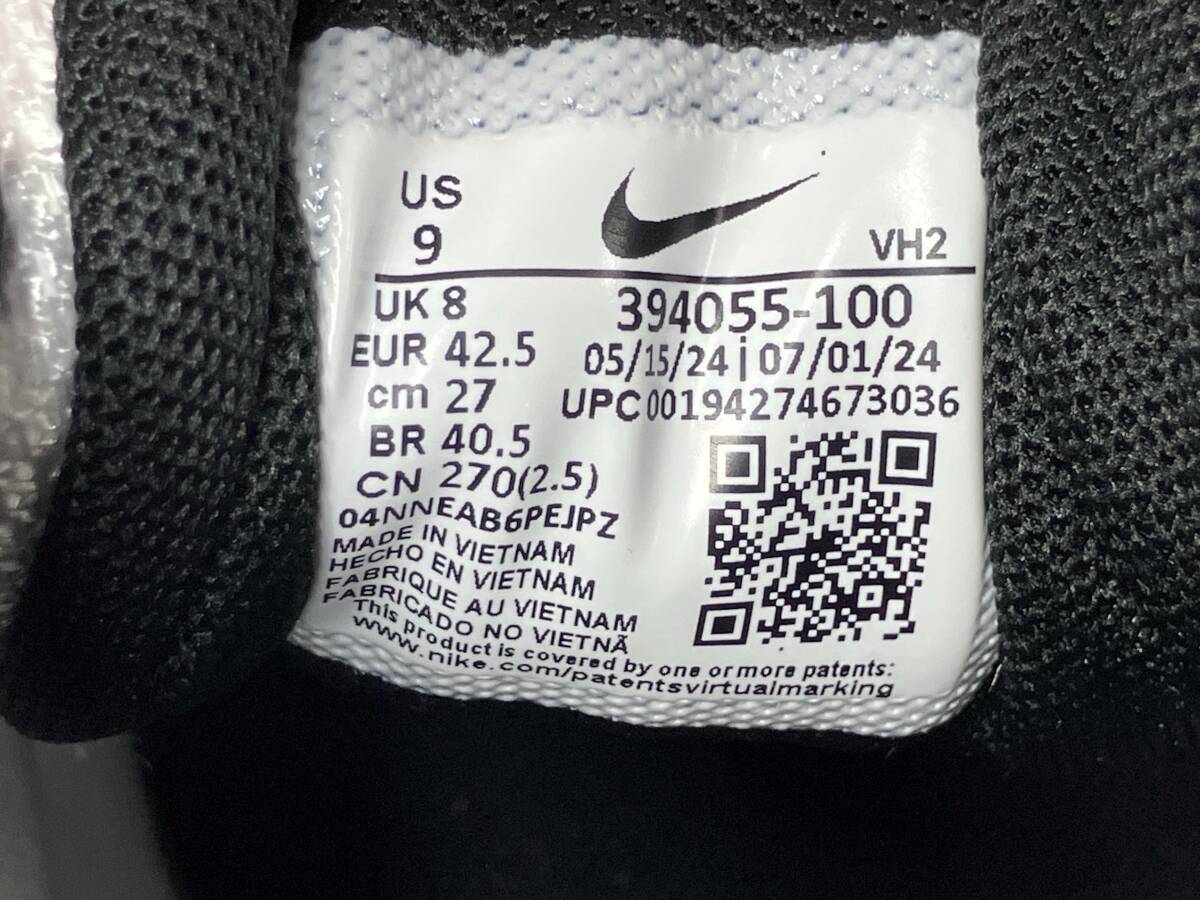 US
9
VH2
UK 8
394055-100
EUR 42.5
05/15/24 | 07/01/24
cm 27
UPC 00194274673036
BR 40.5
CN 270(2.5)
04NNEAB6PEJPZ
MADE IN VIETNAM
HECHO EN VIETNAM
FABRIQUE AU VIETNAM
FABRICADO NO VIETNÃ
This product is covered by one or more patents:
www.nike.com/patentsvirtualmarking